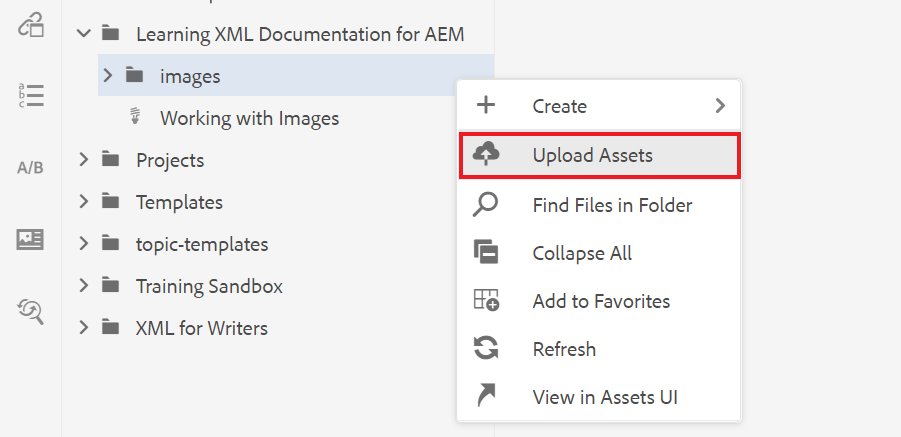 Learning XML Documentation for AEM
images
Working with Images
Projects
Templates
topic-templates
Training Sandbox
XML for Writers
a
b
c
A/B
Create
Upload Assets
Find Files in Folder
Collapse All
Add to Favorites
Refresh
View in Assets UI